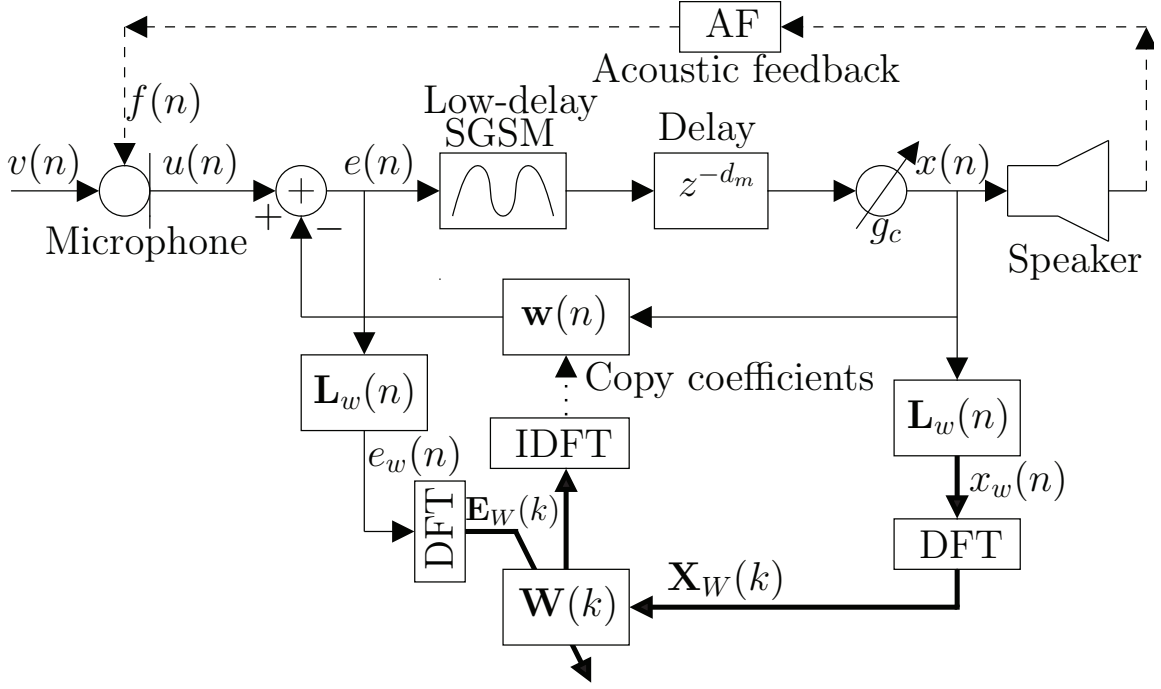 AF
Acoustic feedback
f(n)
Low-delay
SGSM
Delay
v(n)
u(n)
+
+
−
e(n)
z^{-d_m}
x(n)
g_c
Microphone
Speaker
w(n)
Copy coefficients
L_w(n)
L_w(n)
IDFT
e_w(n)
x_w(n)
DFT
E_W(k)
DFT
W(k)
X_W(k)